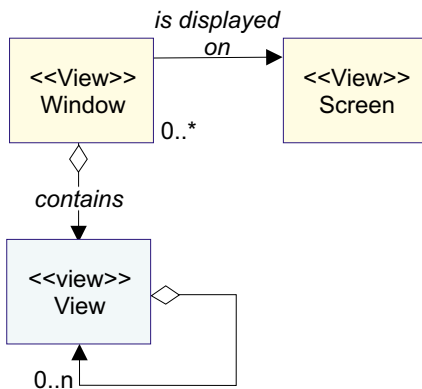 is displayed
on
<<View>>
Window
<<View>>
Screen
0..*
contains
<<view>>
View
0..n